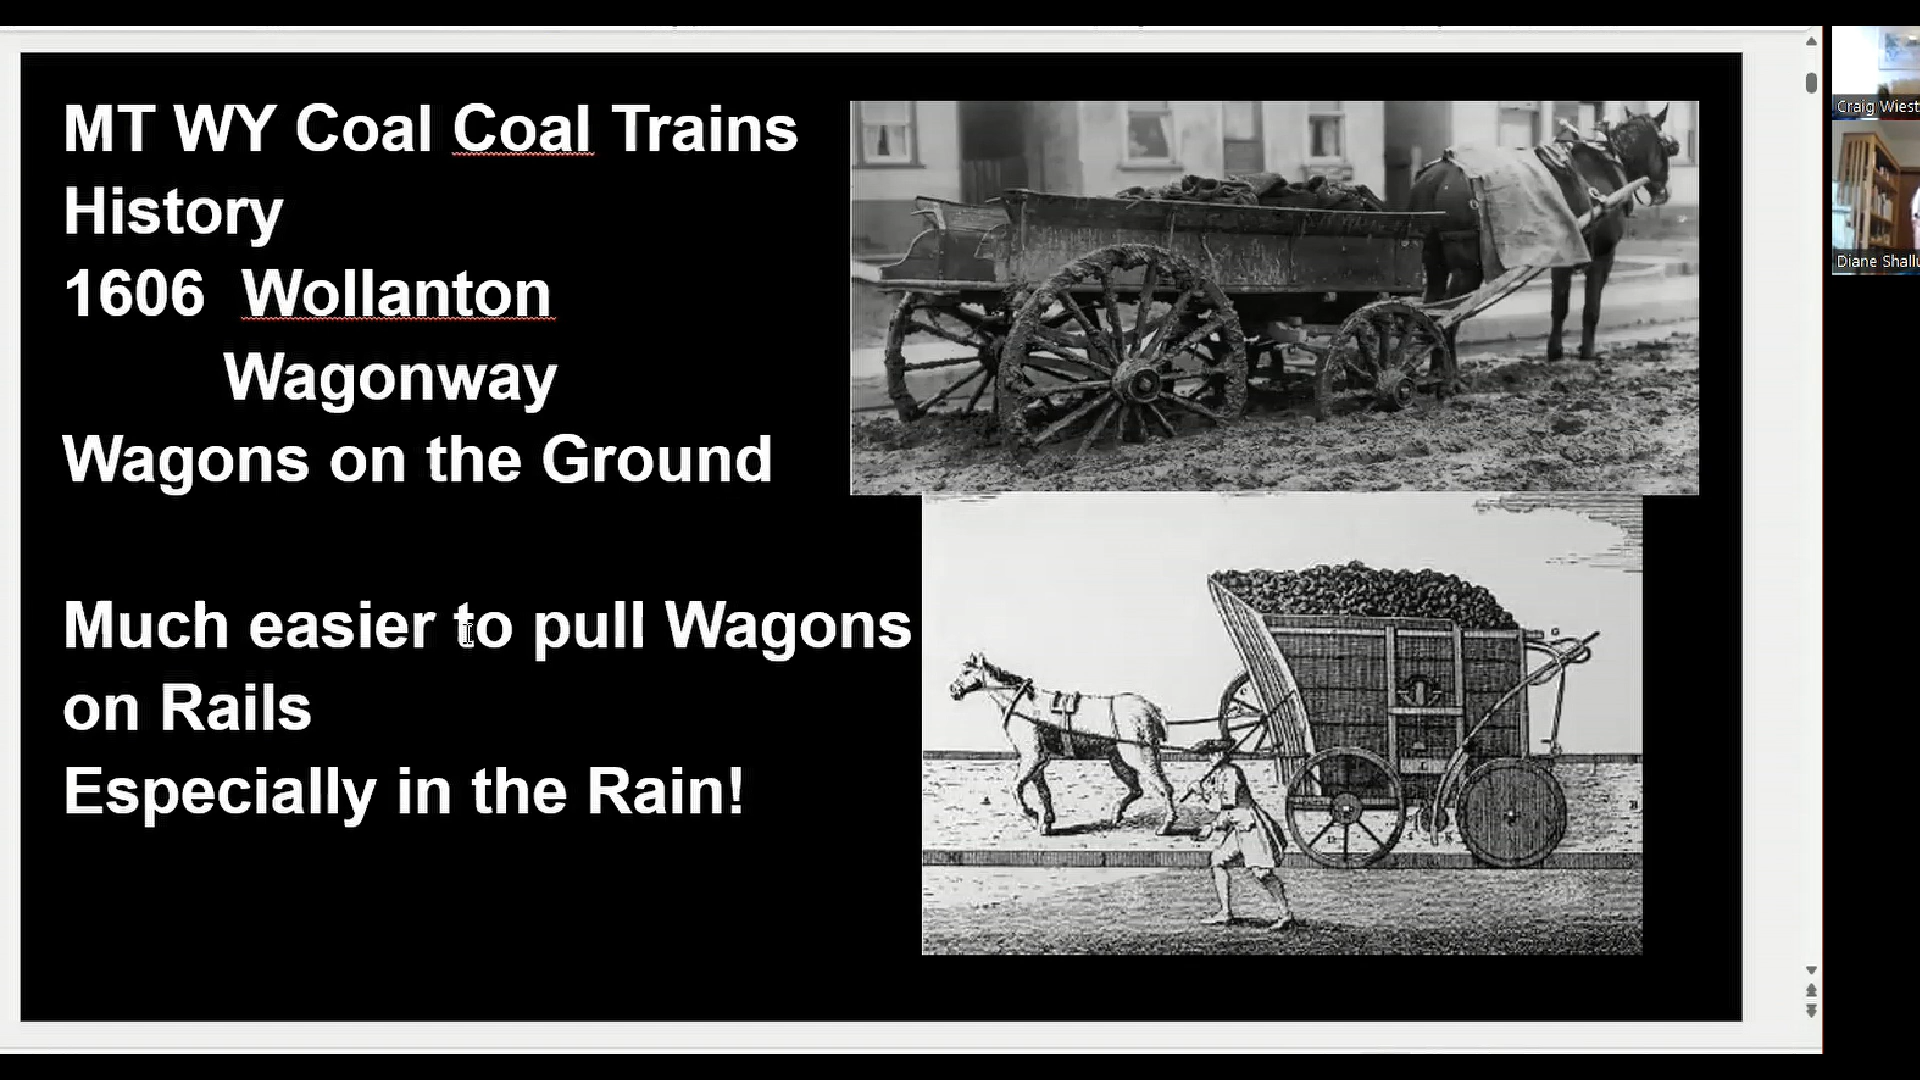 MT WY Coal Coal Trains
History
1606 Wollanton
Wagonway
Wagons on the Ground
Much easier to pull Wagons
on Rails
Especially in the Rain!
Craig Wiest
Diane Shallu